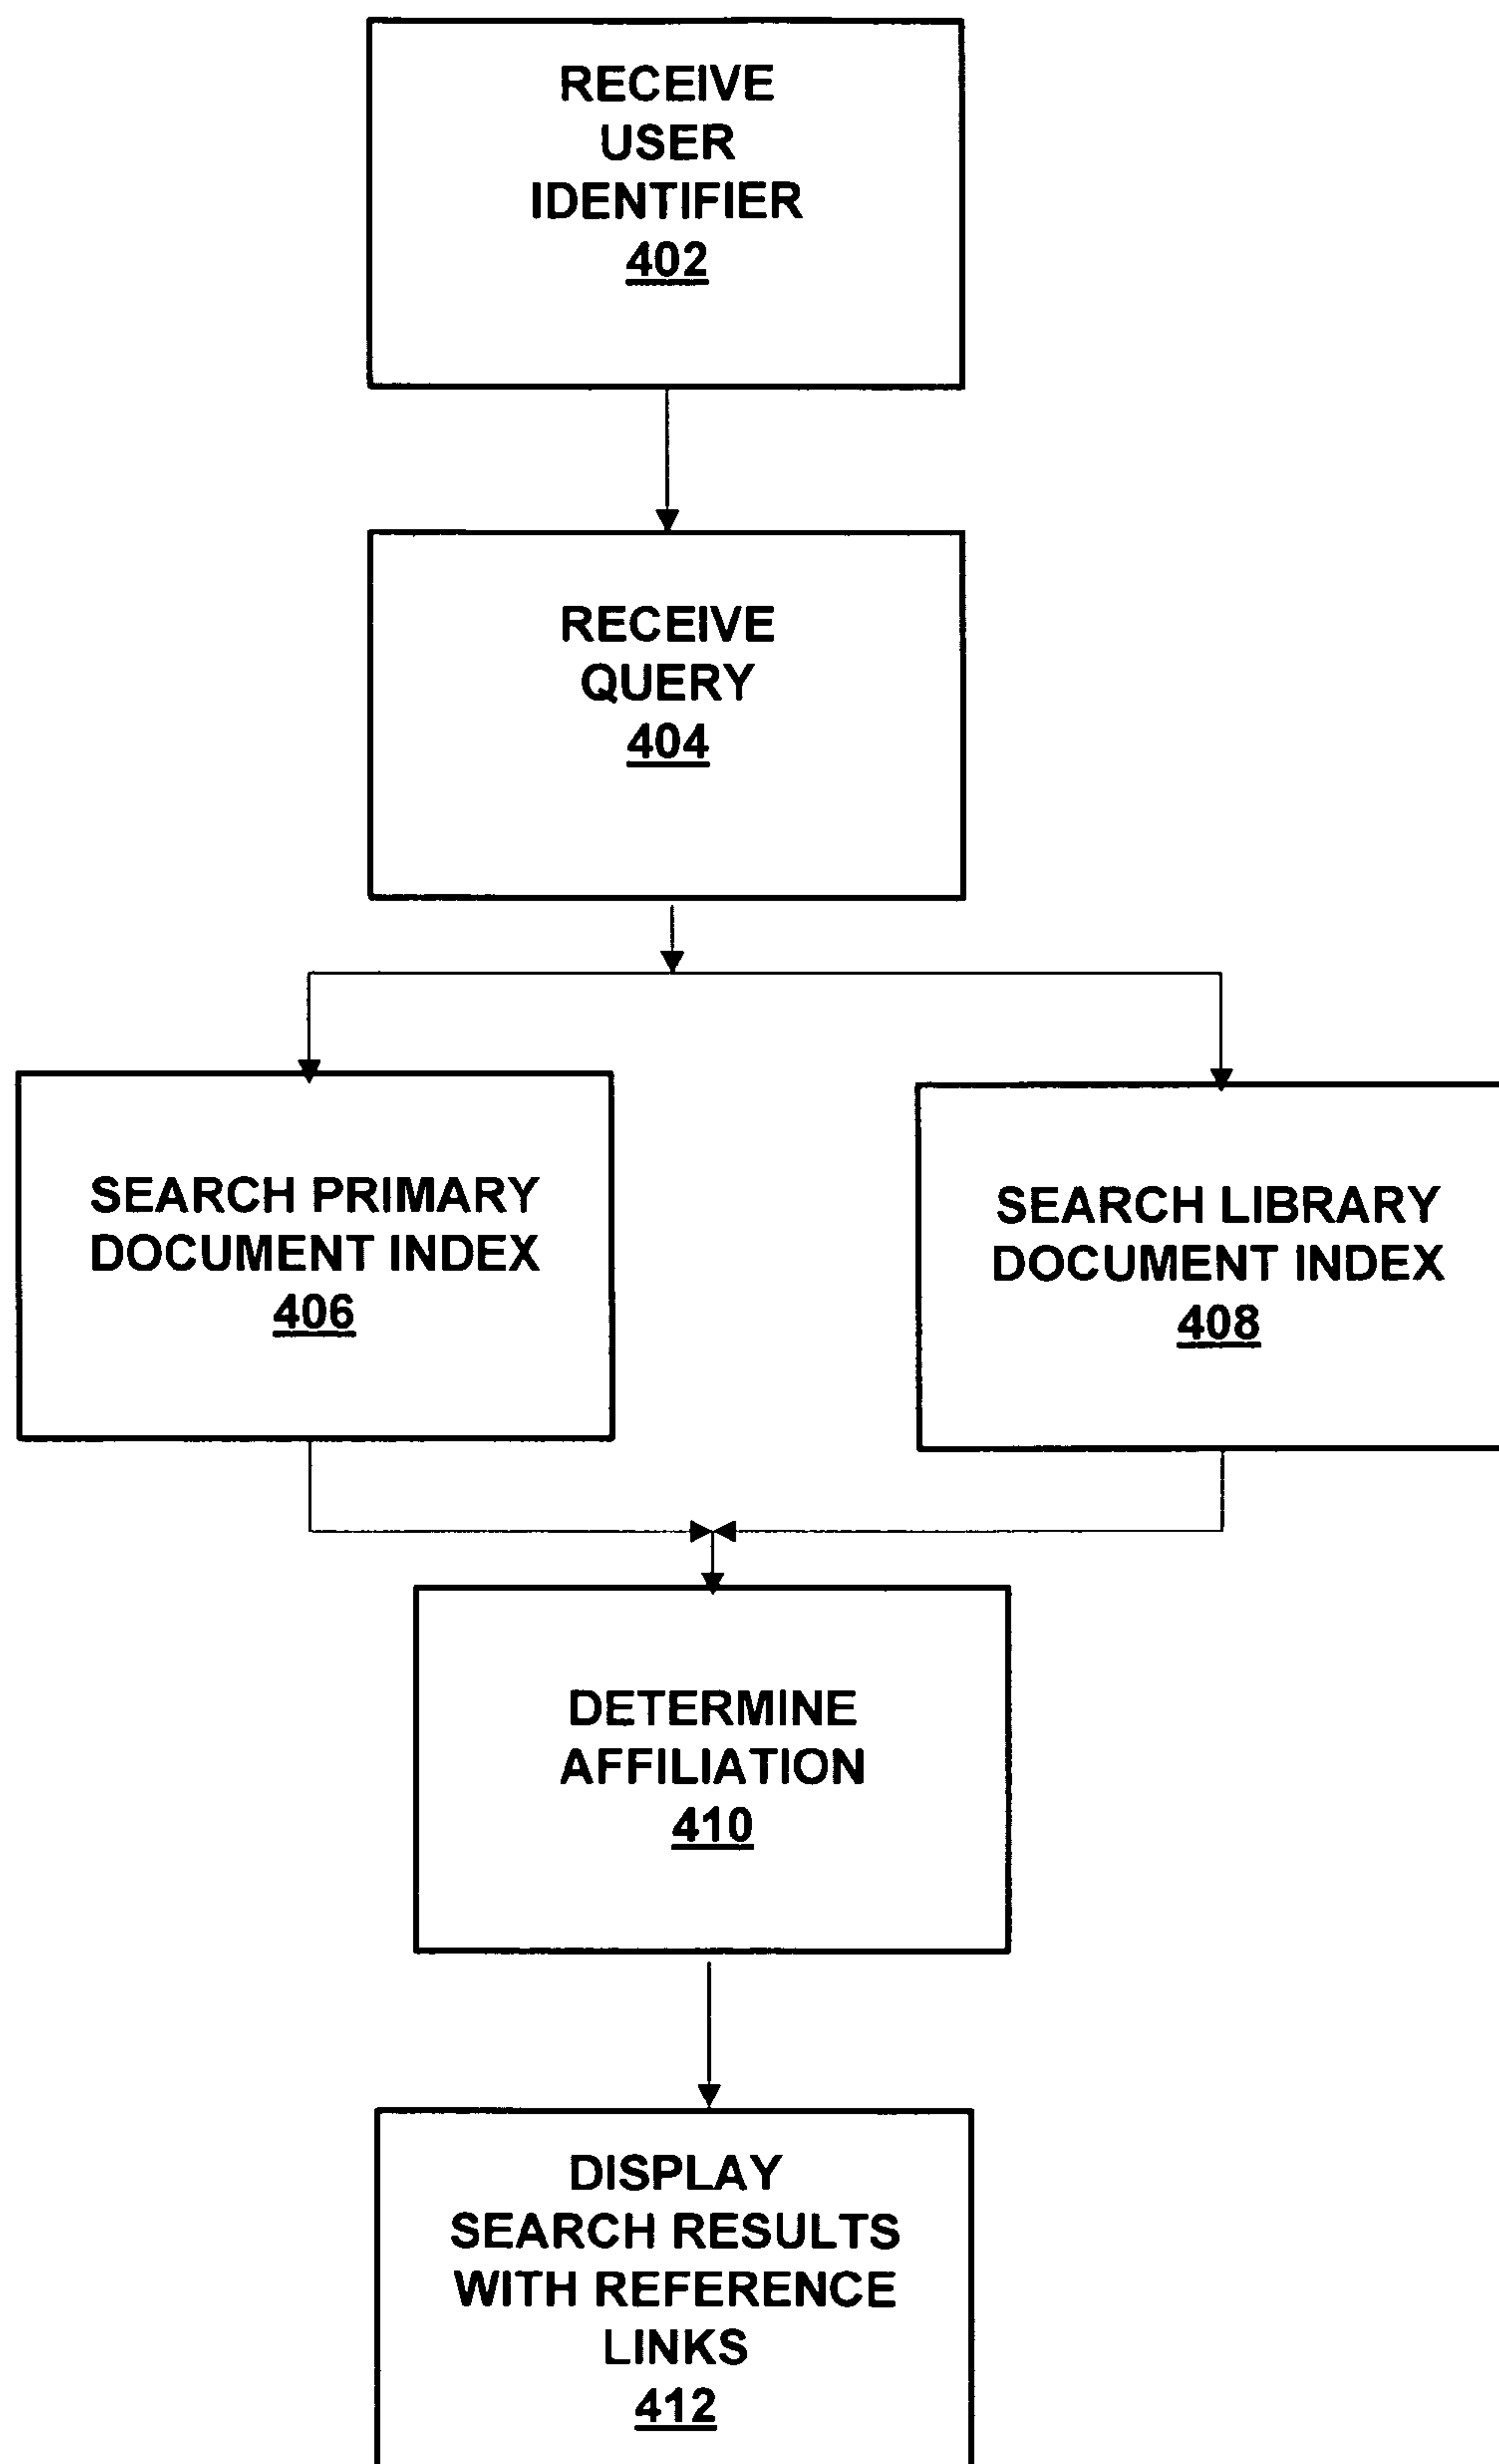 RECEIVE
USER
IDENTIFIER
402
RECEIVE
QUERY
404
SEARCH PRIMARY
DOCUMENT INDEX
406
SEARCH LIBRARY
DOCUMENT INDEX
408
DETERMINE
AFFILIATION
410
DISPLAY
SEARCH RESULTS
WITH REFERENCE
LINKS
412